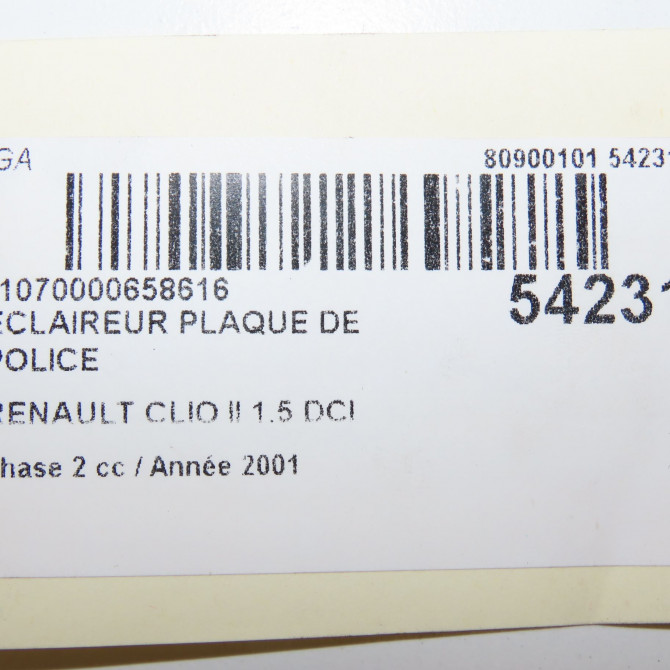 GA
80900101 54231
1070000658616
54231
ECLAIREUR PLAQUE DE
POLICE
RENAULT CLIO II 1.5 DCI
hase 2 cc / Année 2001